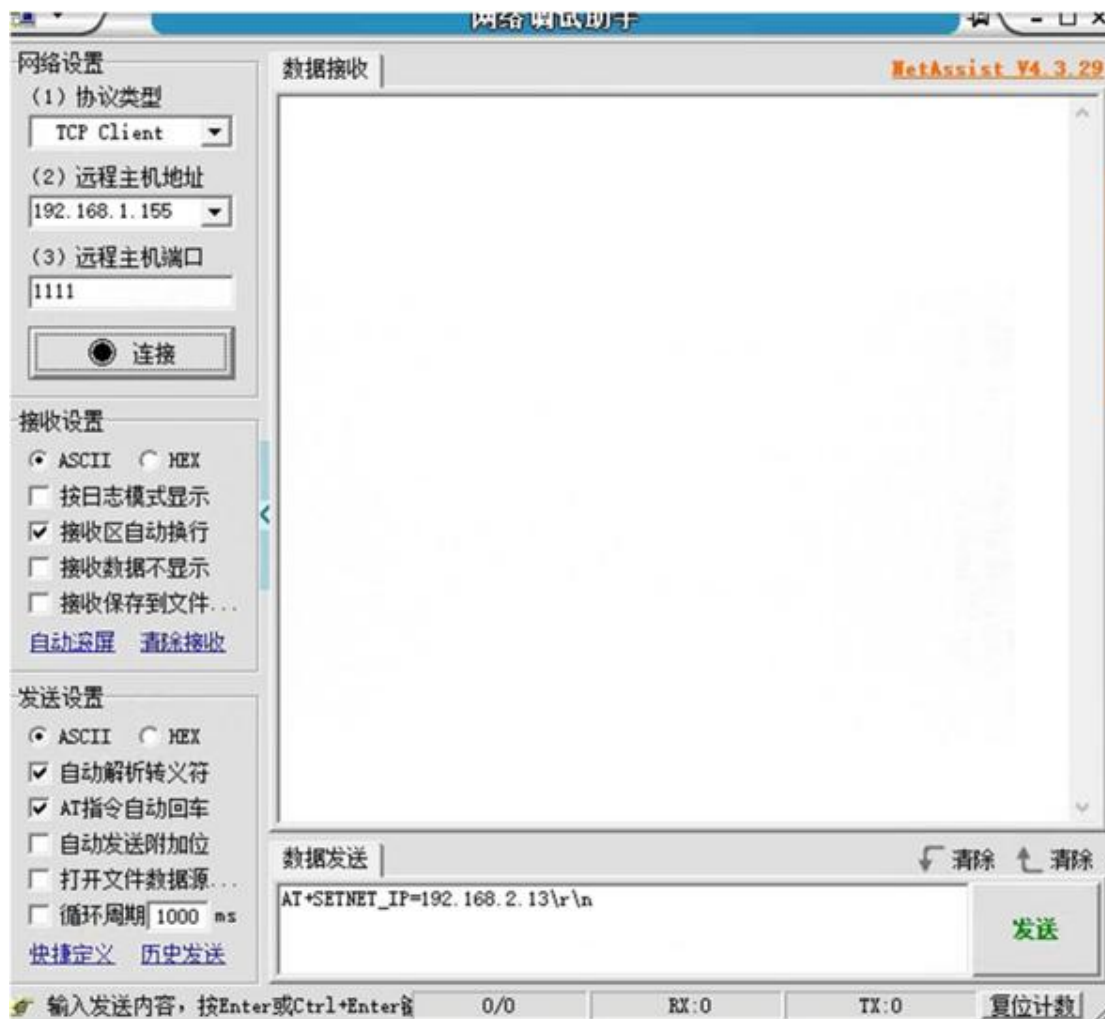 网络调试助手
网络设置
(1) 协议类型
TCP Client
(2) 远程主机地址
192.168.1.155
(3) 远程主机端口
1111
连接
接收设置
ASCII HEX
按日志模式显示
接收区自动换行
接收数据不显示
接收保存到文件...
自动滚屏 清除接收
发送设置
ASCII HEX
自动解析转义符
AT指令自动回车
自动发送附加位
打开文件数据源...
循环周期 1000 ms
快捷定义 历史发送
数据接收 NetAssist V4.3.29
数据发送 清除 清除
AT+SETNET_IP=192.168.2.13\r\n
发送
输入发送内容，按Enter或Ctrl+Enter 0/0 RX:0 TX:0 复位计数